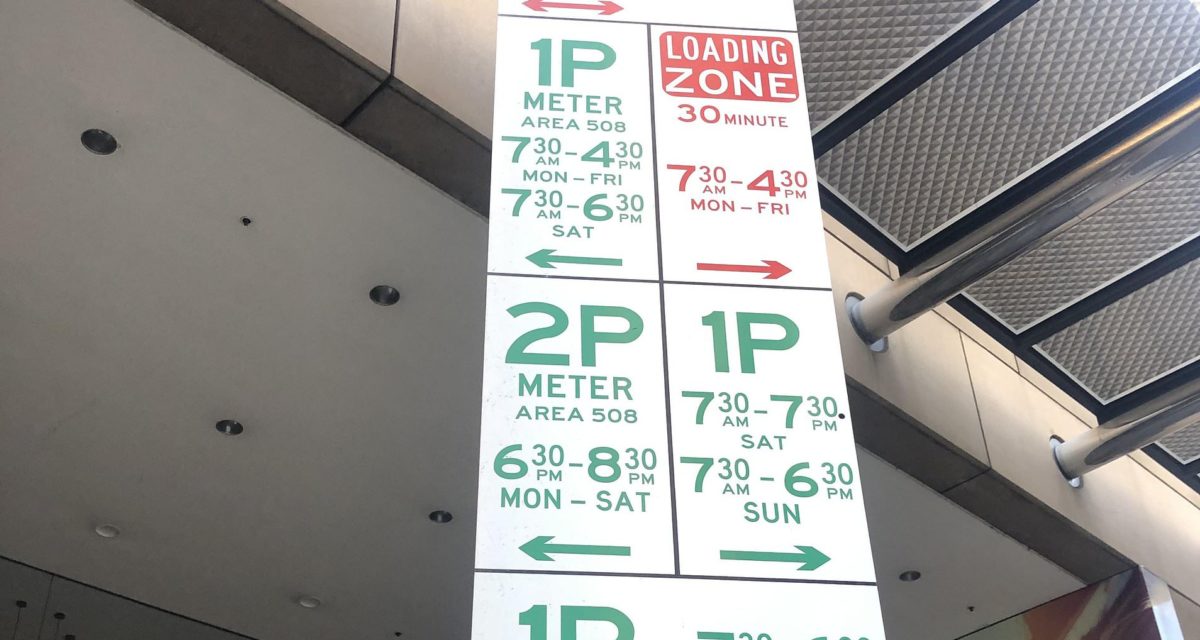 1P
METER
AREA 508
7 30 AM – 4 30 PM
MON – FRI
7 30 AM – 6 30 PM
SAT
LOADING
ZONE
30 MINUTE
7 30 AM – 4 30 PM
MON – FRI
2P
METER
AREA 508
6 30 PM – 8 30 PM
MON – SAT
1P
7 30 AM – 7 30 PM
SAT
7 30 AM – 6 30 PM
SUN
1P